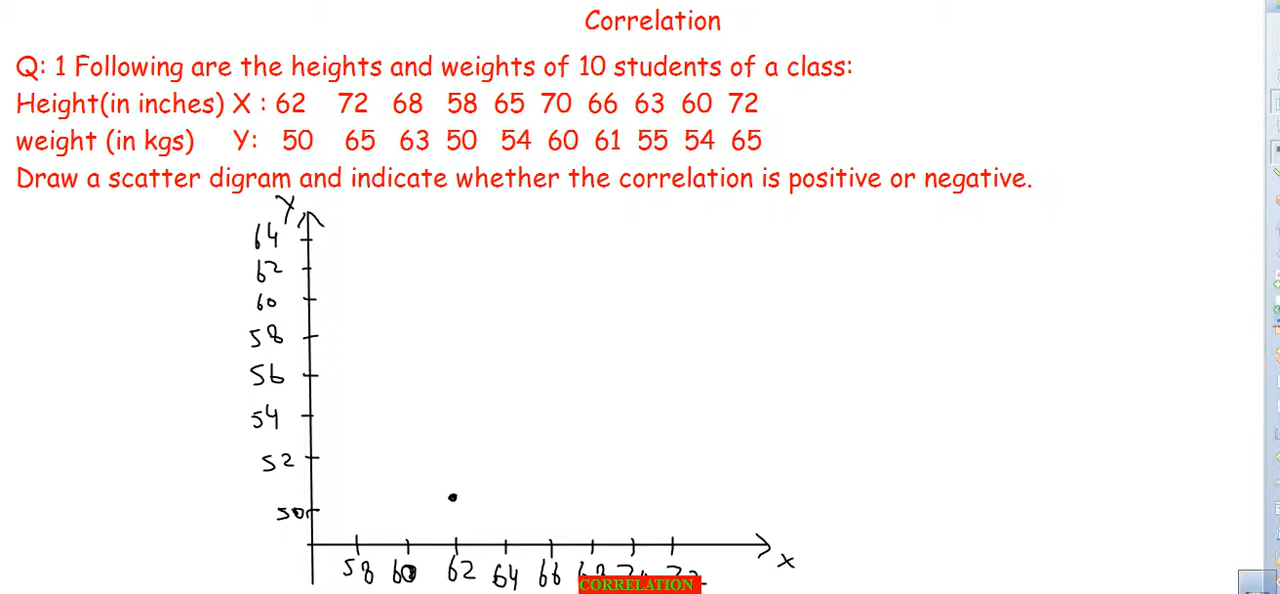 Correlation
Q: 1 Following are the heights and weights of 10 students of a class:
Height(in inches) X : 62 72 68 58 65 70 66 63 60 72
weight (in kgs) Y: 50 65 63 50 54 60 61 55 54 65
Draw a scatter digram and indicate whether the correlation is positive or negative.
Y
64
62
60
58
56
54
52
50
58 60 62 64 66
X
CORRELATION